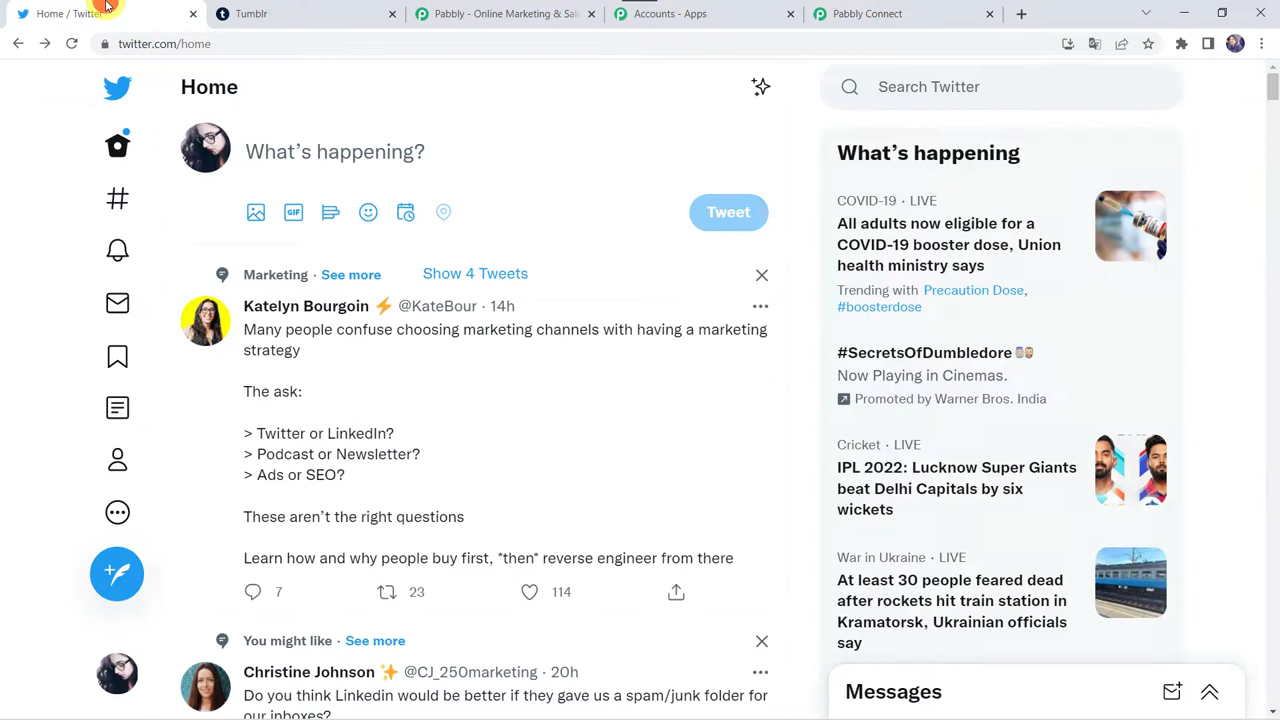 Home / Twitter
Tumblr
Pabbly - Online Marketing & Sal
Accounts - Apps
Pabbly Connect
twitter.com/home
Home
Search Twitter
What's happening?
GIF
Tweet
Marketing · See more
Show 4 Tweets
Katelyn Bourgoin ⚡ @KateBour · 14h
Many people confuse choosing marketing channels with having a marketing
strategy
The ask:
> Twitter or LinkedIn?
> Podcast or Newsletter?
> Ads or SEO?
These aren't the right questions
Learn how and why people buy first, *then* reverse engineer from there
7
23
114
You might like · See more
Christine Johnson ✨ @CJ_250marketing · 20h
Do you think Linkedin would be better if they gave us a spam/junk folder for
our inboxes?
What's happening
COVID-19 · LIVE
All adults now eligible for a
COVID-19 booster dose, Union
health ministry says
Trending with Precaution Dose,
#boosterdose
#SecretsOfDumbledore
Now Playing in Cinemas.
Promoted by Warner Bros. India
Cricket · LIVE
IPL 2022: Lucknow Super Giants
beat Delhi Capitals by six
wickets
War in Ukraine · LIVE
At least 30 people feared dead
after rockets hit train station in
Kramatorsk, Ukrainian officials
say
Messages